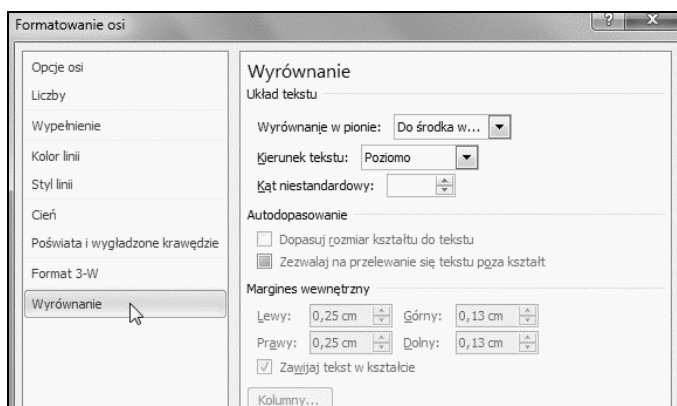 Formatowanie osi
? X
Opcje osi
Liczby
Wypełnienie
Kolor linii
Styl linii
Cień
Poświata i wygładzone krawędzie
Format 3-W
Wyrównanie
Wyrównanie
Układ tekstu
Wyrównanie w pionie: Do środka w...
Kierunek tekstu: Poziomo
Kąt niestandardowy:
Autodopasowanie
Dopasuj rozmiar kształtu do tekstu
Zezwalaj na przelewanie się tekstu poza kształt
Margines wewnętrzny
Lewy: 0,25 cm Górny: 0,13 cm
Prawy: 0,25 cm Dolny: 0,13 cm
Zawijaj tekst w kształcie
Kolumny...